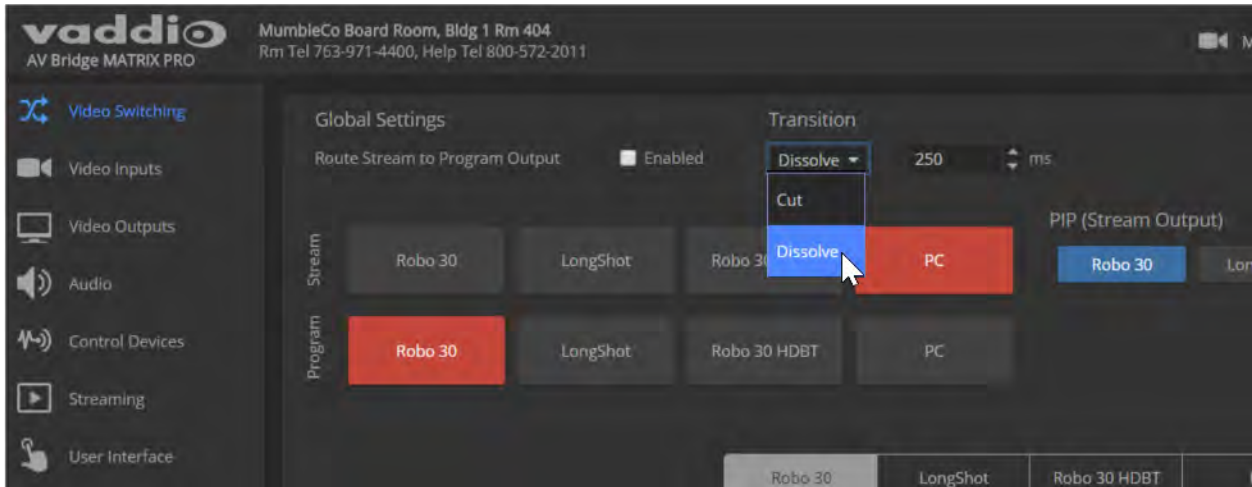 vaddio
AV Bridge MATRIX PRO
MumbleCo Board Room, Bldg 1 Rm 404
Rm Tel 763-971-4400, Help Tel 800-572-2011
Video Switching
Video Inputs
Video Outputs
Audio
Control Devices
Streaming
User Interface
Global Settings
Transition
Route Stream to Program Output
Enabled
Dissolve
250
ms
Cut
Dissolve
PIP (Stream Output)
Stream
Robo 30
LongShot
Robo 30
PC
Robo 30
Program
Robo 30
LongShot
Robo 30 HDBT
PC
Robo 30
LongShot
Robo 30 HDBT